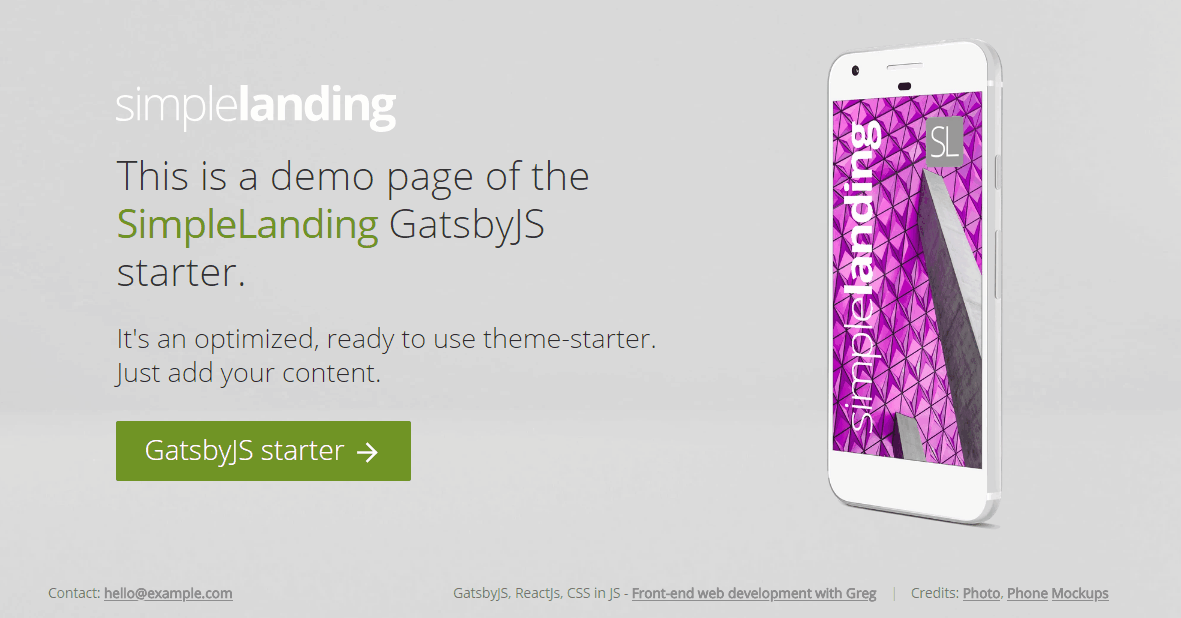 simplelanding
This is a demo page of the
SimpleLanding GatsbyJS
starter.
It's an optimized, ready to use theme-starter.
Just add your content.
GatsbyJS starter →
simplelanding
SL
Contact: hello@example.com
GatsbyJS, ReactJs, CSS in JS - Front-end web development with Greg | Credits: Photo, Phone Mockups